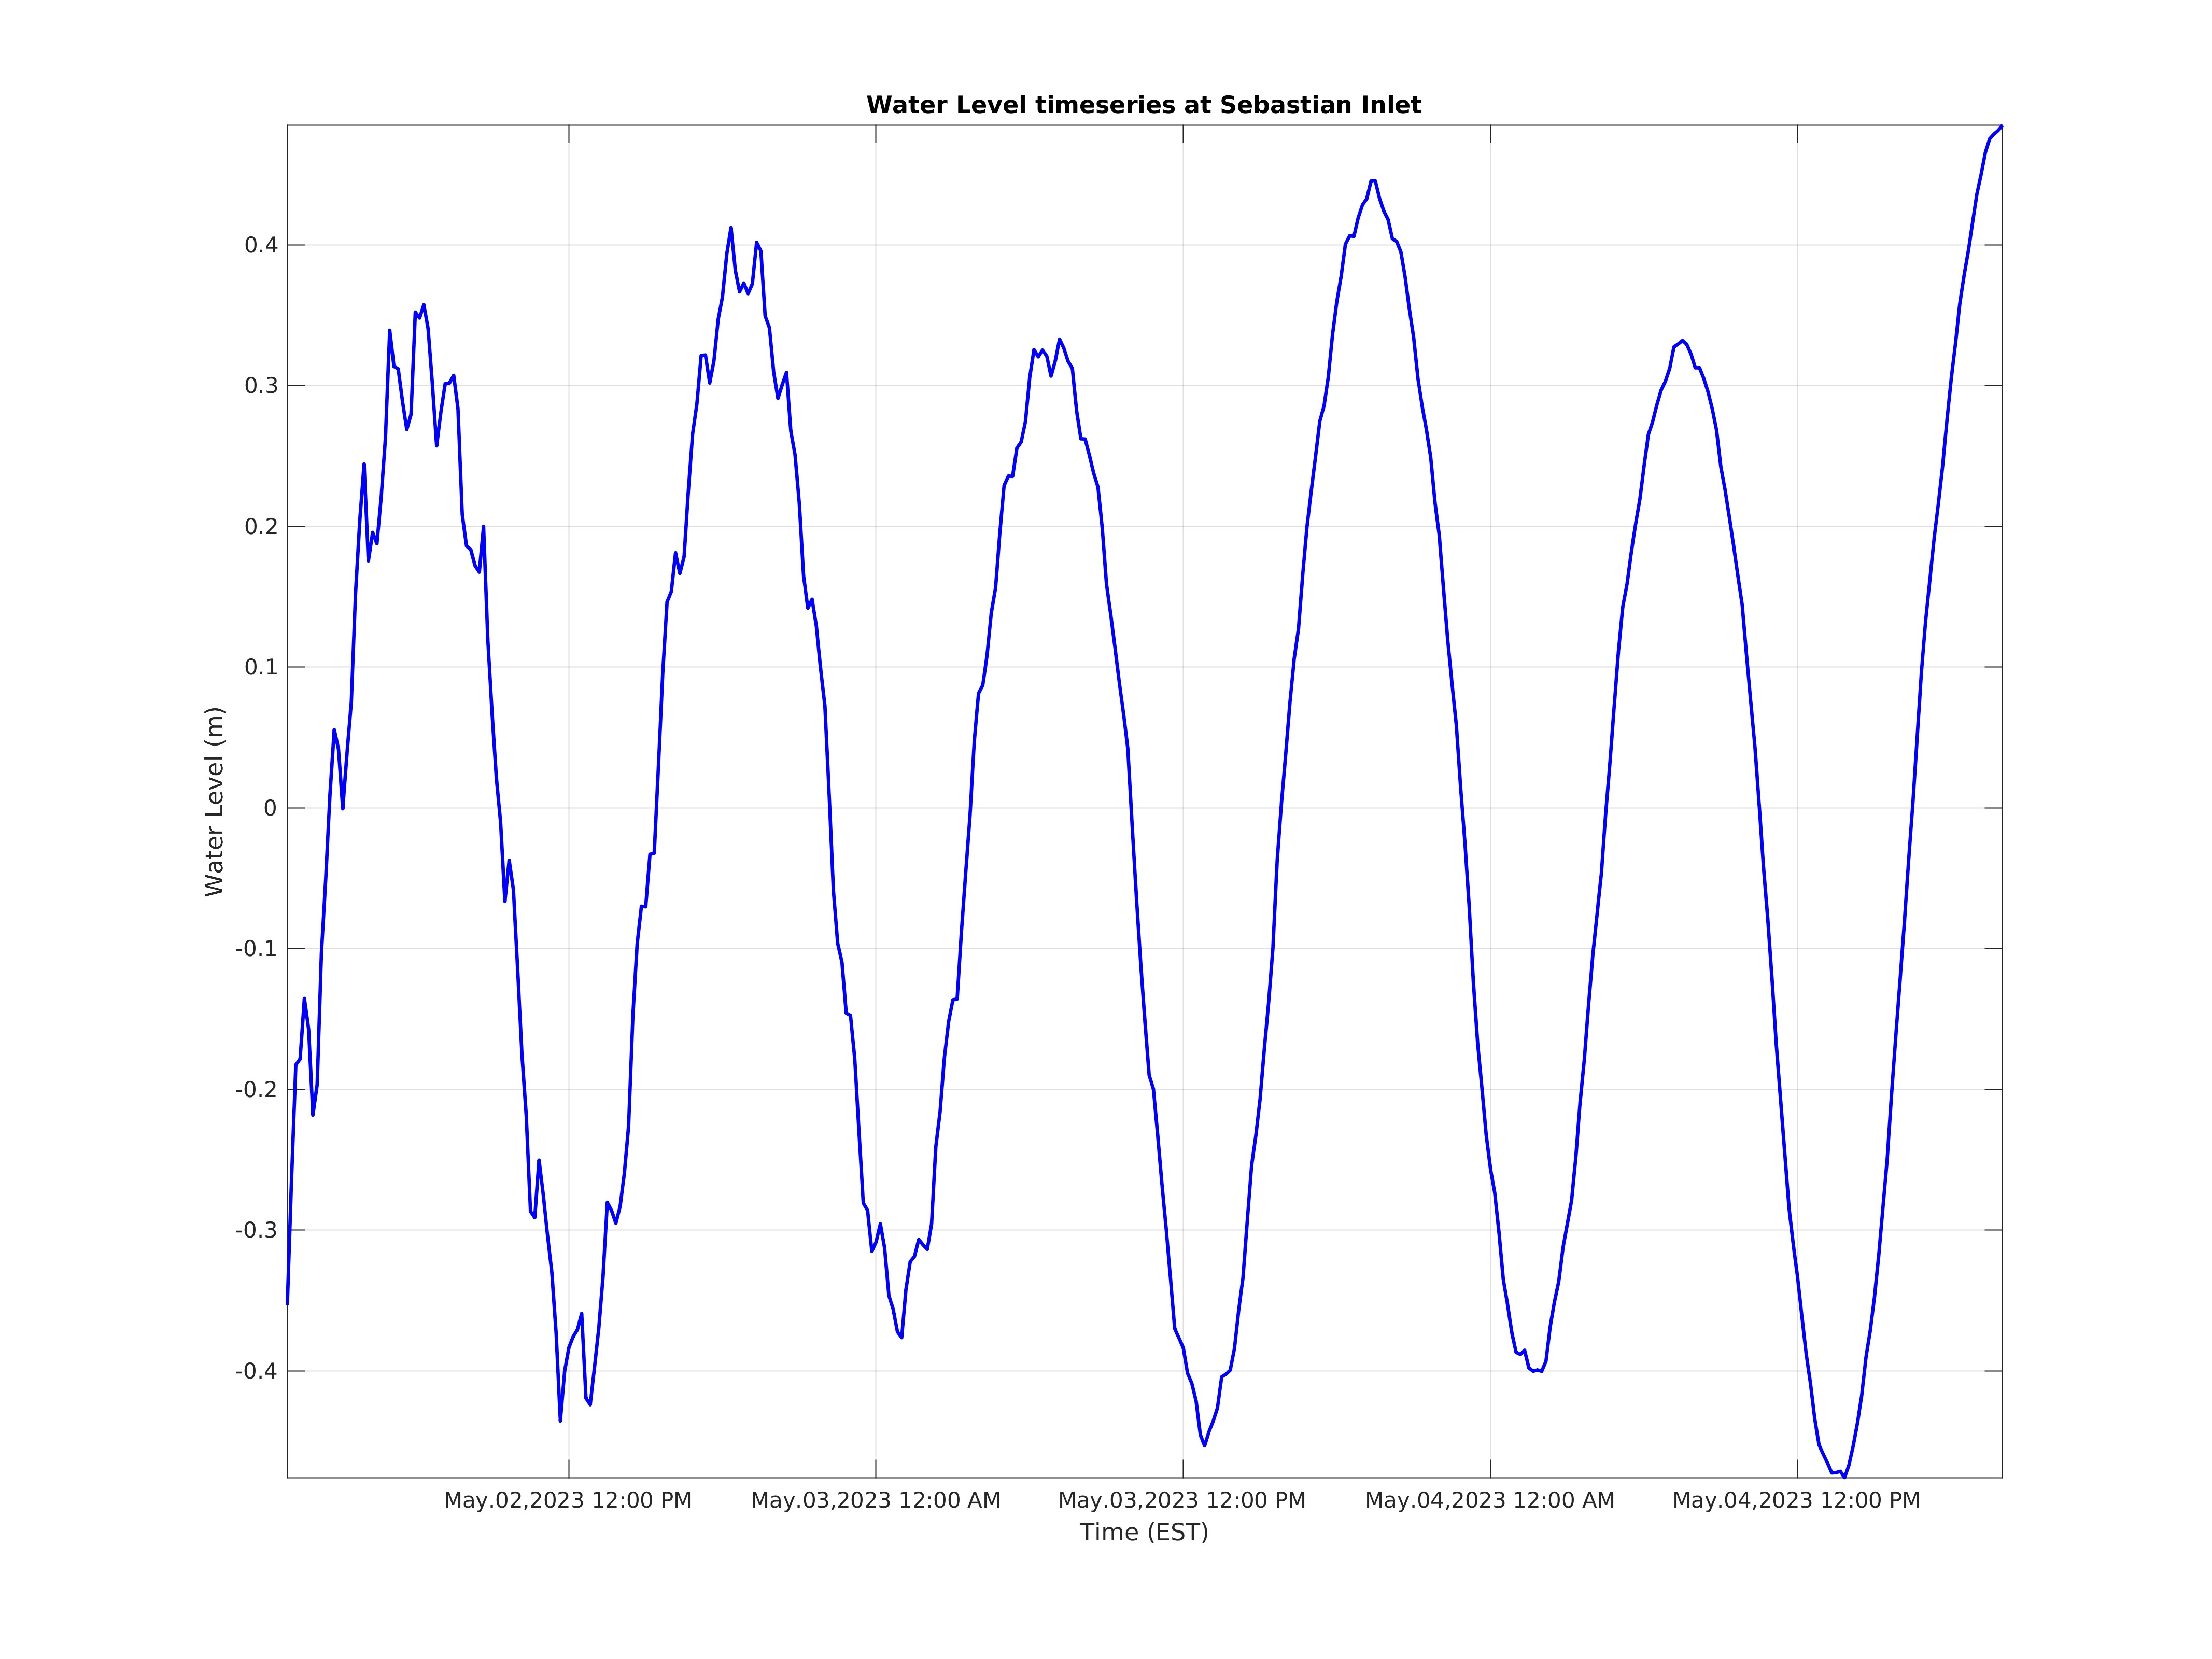 Water Level timeseries at Sebastian Inlet
0.4
0.3
0.2
0.1
0
-0.1
-0.2
-0.3
-0.4
Water Level (m)
May.02,2023 12:00 PM
May.03,2023 12:00 AM
May.03,2023 12:00 PM
May.04,2023 12:00 AM
May.04,2023 12:00 PM
Time (EST)